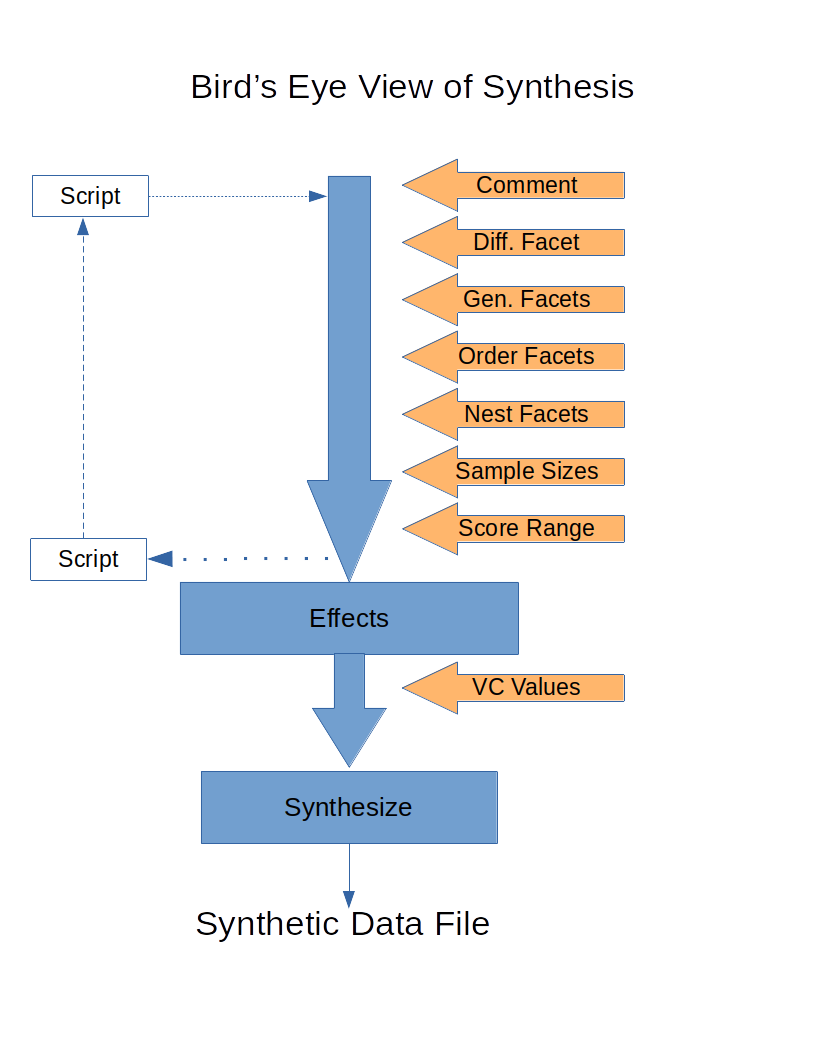 Bird’s Eye View of Synthesis
Script
Comment
Diff. Facet
Gen. Facets
Order Facets
Nest Facets
Sample Sizes
Score Range
Script
Effects
VC Values
Synthesize
Synthetic Data File